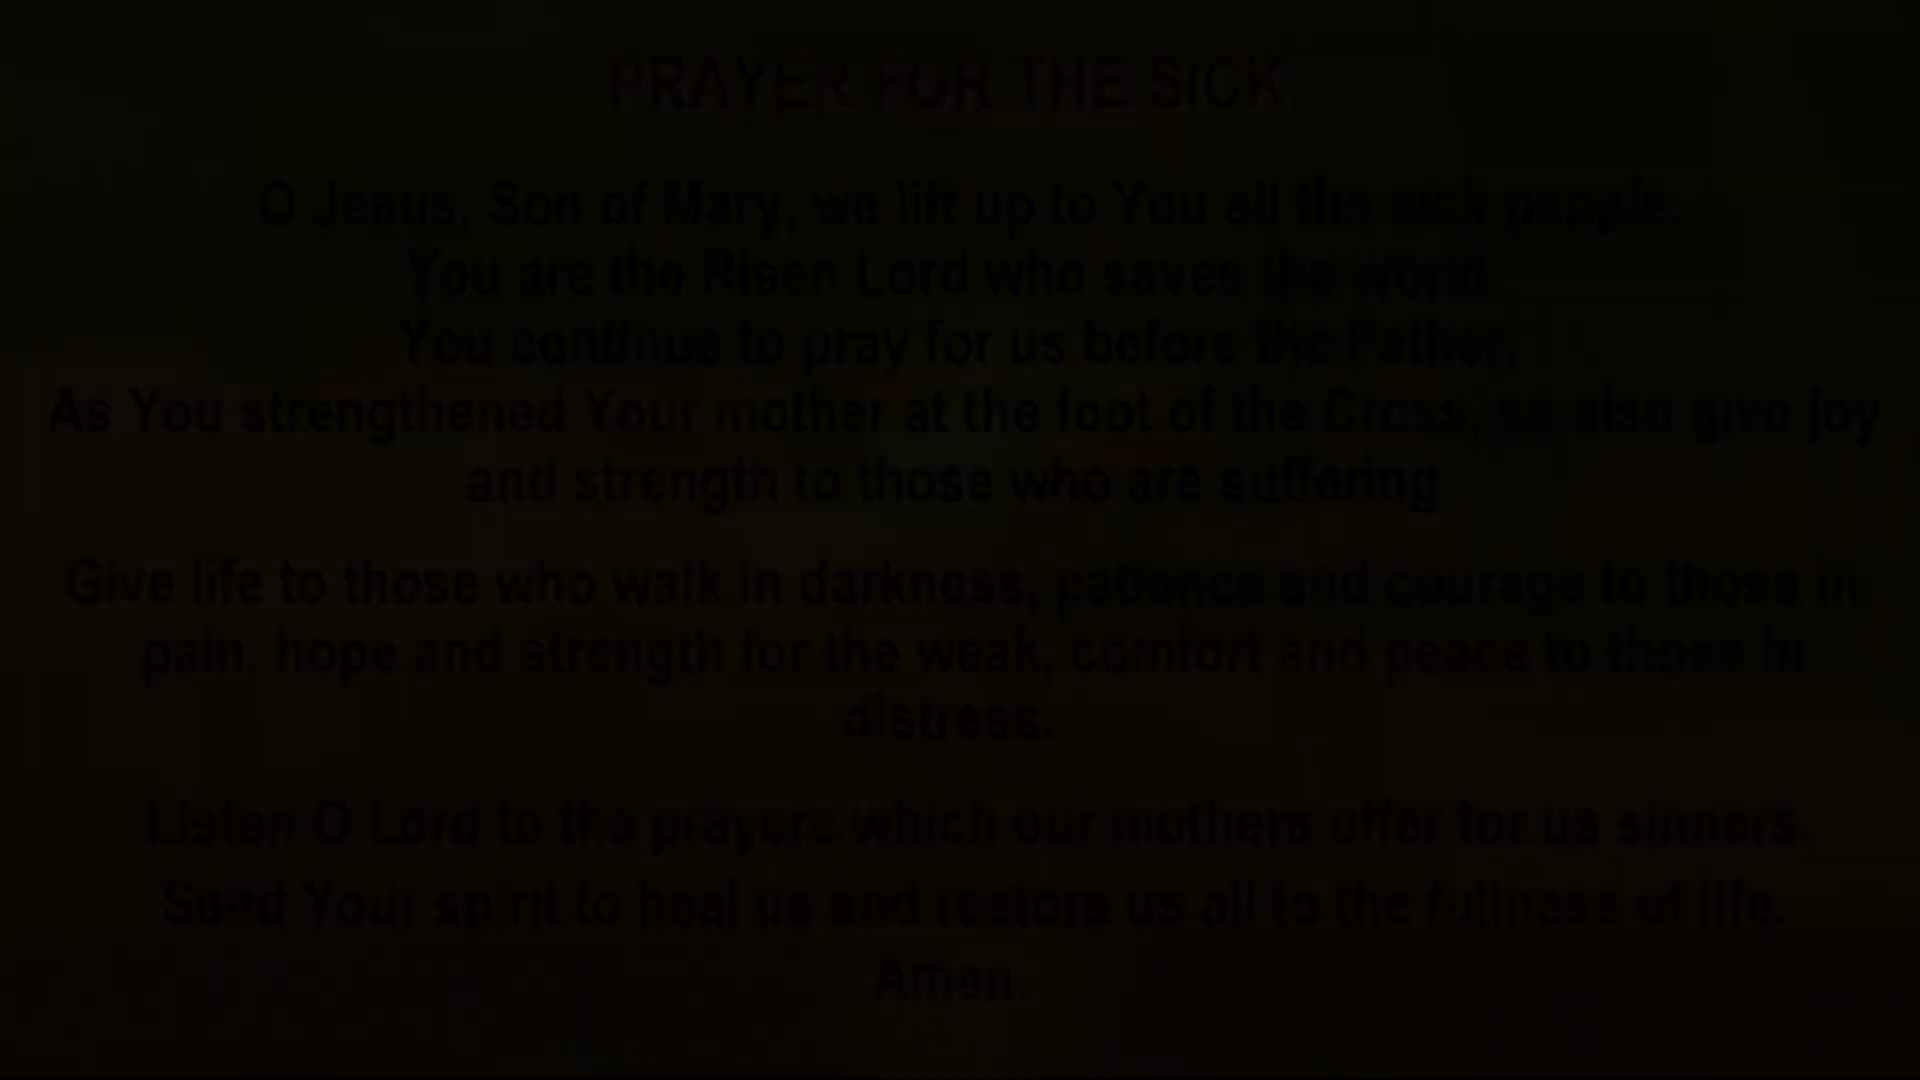 PRAYER FOR THE SICK
O Jesus, Son of Mary, we lift up to You all the sick people;
You are the Risen Lord who saves the world
You continue to pray for us before the Father.
As You strengthened Your mother at the foot of the Cross, so also give joy
and strength to those who are suffering
Give life to those who walk in darkness, patience and courage to those in
pain, hope and strength for the weak, comfort and peace to those in
distress.
Listen O Lord to the prayers which our mothers offer for us sinners.
Send Your spirit to heal us and restore us all to the fullness of life.
Amen.